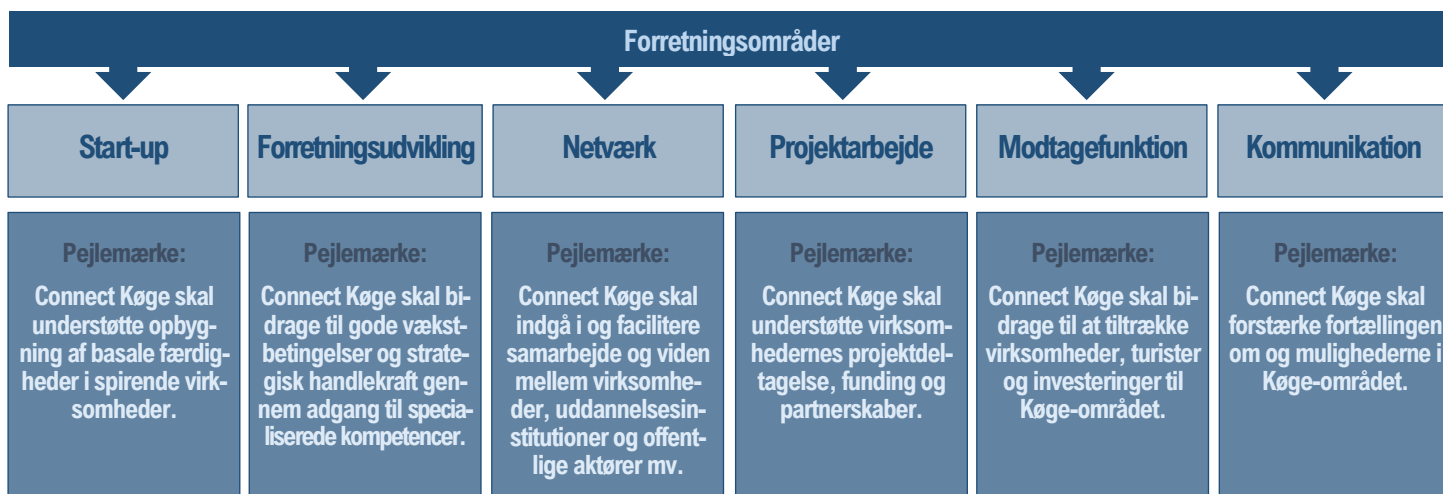 Forretningsområder
Start-up
Forretningsudvikling
Netværk
Projektarbejde
Modtagefunktion
Kommunikation
Pejlemærke:
Connect Køge skal
understøtte opbyg-
ning af basale færdig-
heder i spirende virk-
somheder.
Pejlemærke:
Connect Køge skal bi-
drage til gode vækst-
betingelser og strate-
gisk handlekraft gen-
nem adgang til specia-
liserede kompetencer.
Pejlemærke:
Connect Køge skal
indgå i og facilitere
samarbejde og viden
mellem virksomhe-
der, uddannelsesin-
stitutioner og offent-
lige aktører mv.
Pejlemærke:
Connect Køge skal
understøtte virksom-
hedernes projektdel-
tagelse, funding og
partnerskaber.
Pejlemærke:
Connect Køge skal bi-
drage til at tiltrække
virksomheder, turister
og investeringer til
Køge-området.
Pejlemærke:
Connect Køge skal
forstærke fortællingen
om og mulighederne i
Køge-området.